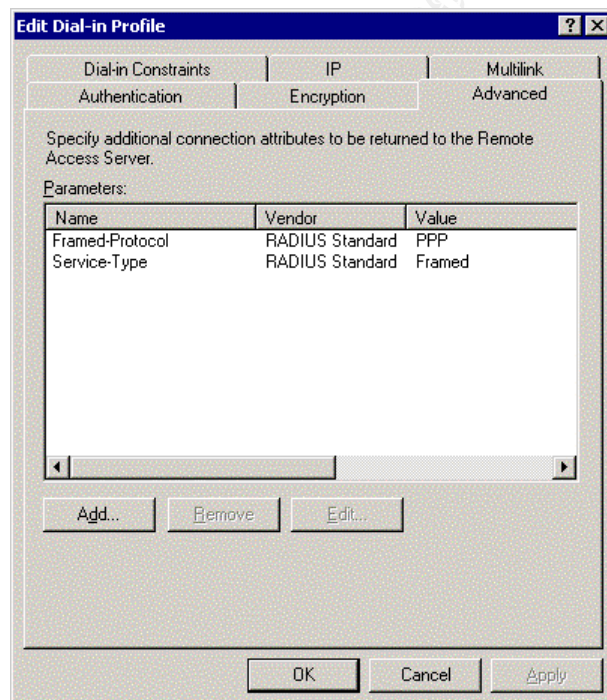 Edit Dial-in Profile
Dial-in Constraints IP Multilink
Authentication Encryption Advanced
Specify additional connection attributes to be returned to the Remote
Access Server.
Parameters:
Name Vendor Value
Framed-Protocol RADIUS Standard PPP
Service-Type RADIUS Standard Framed
Add... Remove Edit...
OK Cancel Apply